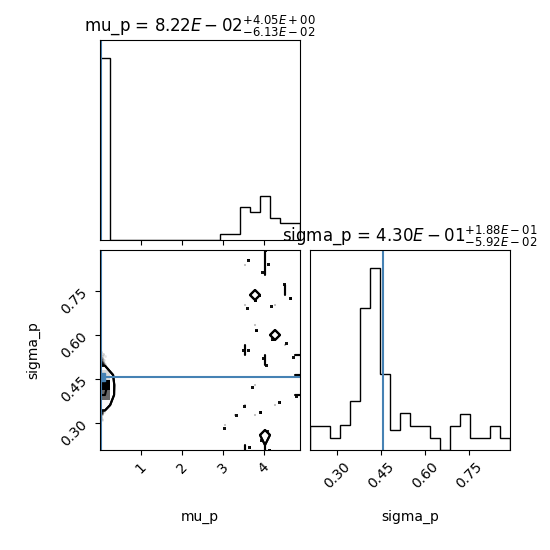 mu_p = 8.22E − 02+4.05E+00
−6.13E−02
sigma_p = 4.30E − 01+1.88E−01
−5.92E−02
sigma_p
0.75
0.60
0.45
0.30
1 2 3 4
0.30 0.45 0.60 0.75
mu_p
sigma_p